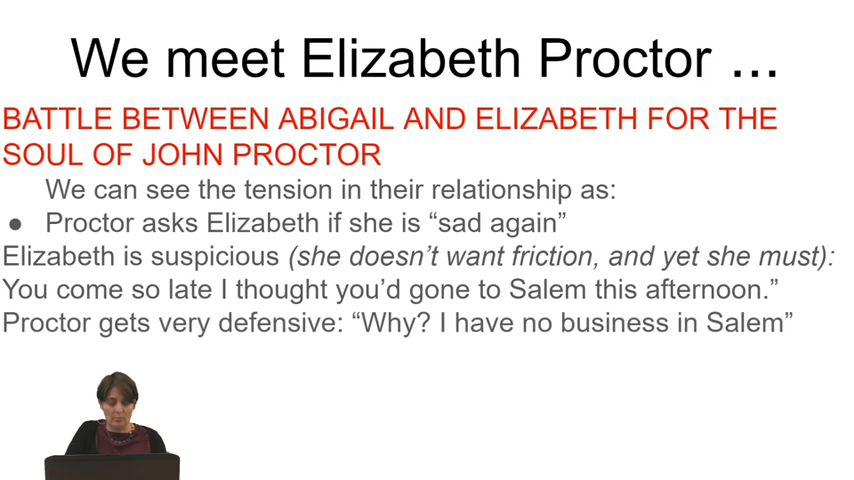 We meet Elizabeth Proctor ...
BATTLE BETWEEN ABIGAIL AND ELIZABETH FOR THE
SOUL OF JOHN PROCTOR
We can see the tension in their relationship as:
● Proctor asks Elizabeth if she is “sad again”
Elizabeth is suspicious (she doesn’t want friction, and yet she must):
You come so late I thought you’d gone to Salem this afternoon.”
Proctor gets very defensive: “Why? I have no business in Salem”